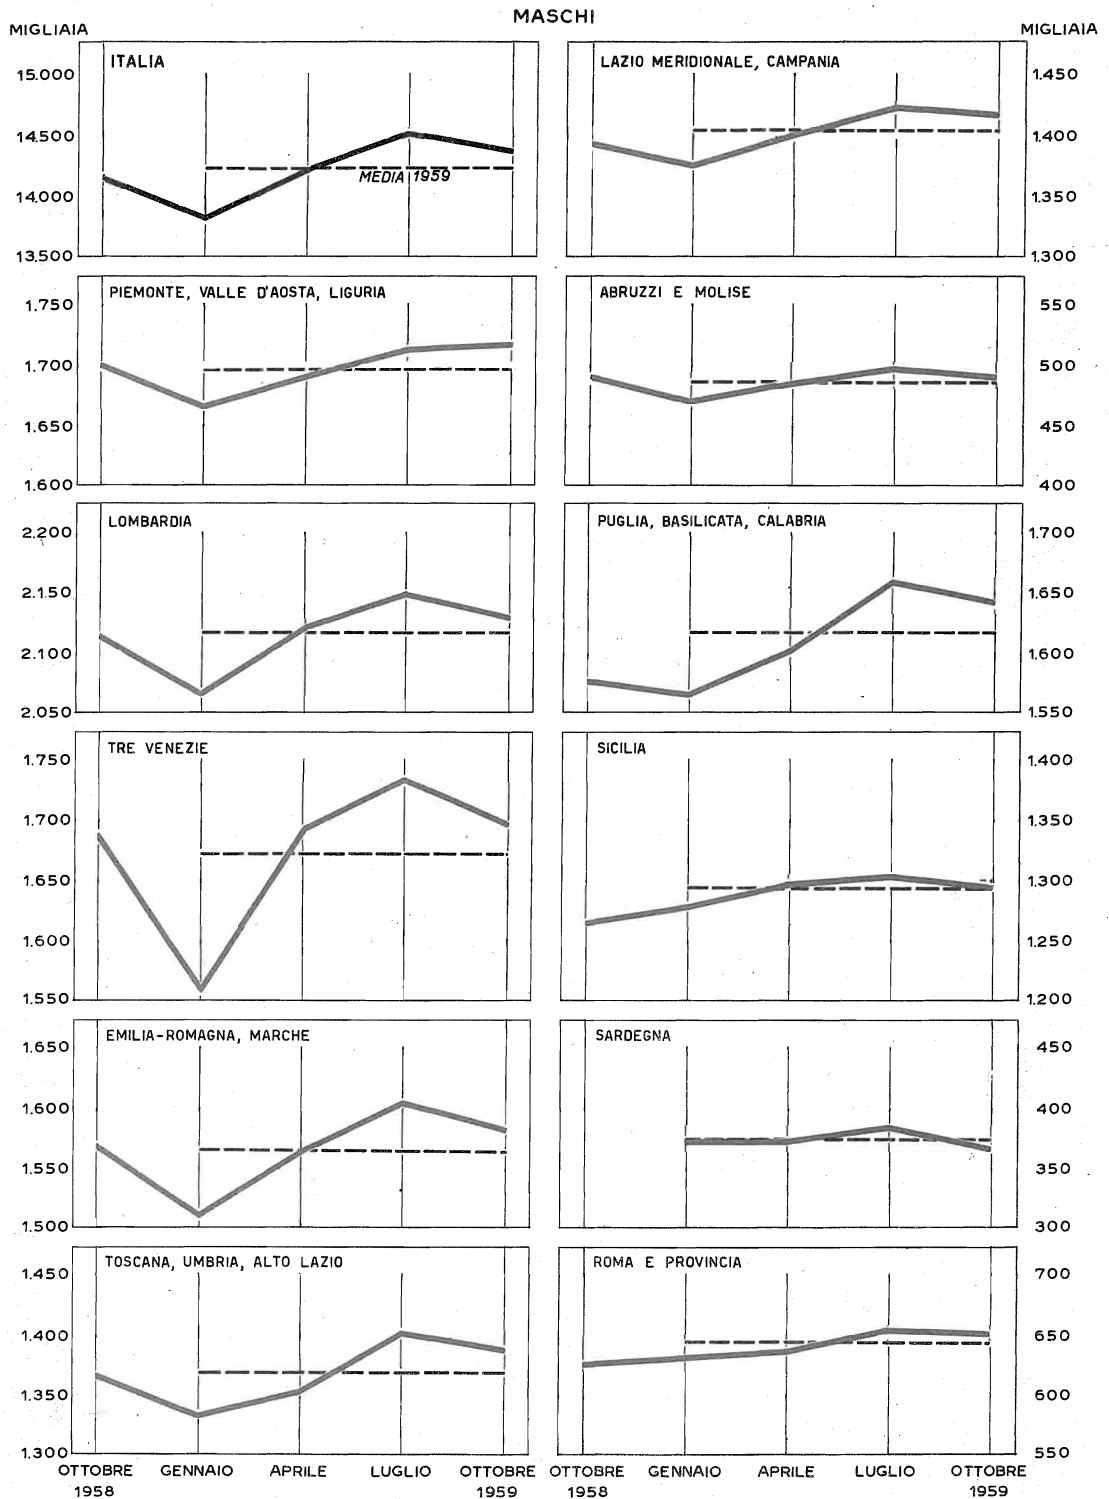 MASCHI
MIGLIAIA
MIGLIAIA
ITALIA
15.000
14.500
14.000
13.500
MEDIA 1959
LAZIO MERIDIONALE, CAMPANIA
1.450
1.400
1.350
1.300
PIEMONTE, VALLE D'AOSTA, LIGURIA
1.750
1.700
1.650
1.600
ABRUZZI E MOLISE
550
500
450
400
LOMBARDIA
2.200
2.150
2.100
2.050
PUGLIA, BASILICATA, CALABRIA
1.700
1.650
1.600
1.550
TRE VENEZIE
1.750
1.700
1.650
1.600
1.550
SICILIA
1.400
1.350
1.300
1.250
1.200
EMILIA-ROMAGNA, MARCHE
1.650
1.600
1.550
1.500
SARDEGNA
450
400
350
300
TOSCANA, UMBRIA, ALTO LAZIO
1.450
1.400
1.350
1.300
ROMA E PROVINCIA
700
650
600
550
OTTOBRE GENNAIO APRILE LUGLIO OTTOBRE
1958 1959
OTTOBRE GENNAIO APRILE LUGLIO OTTOBRE
1958 1959